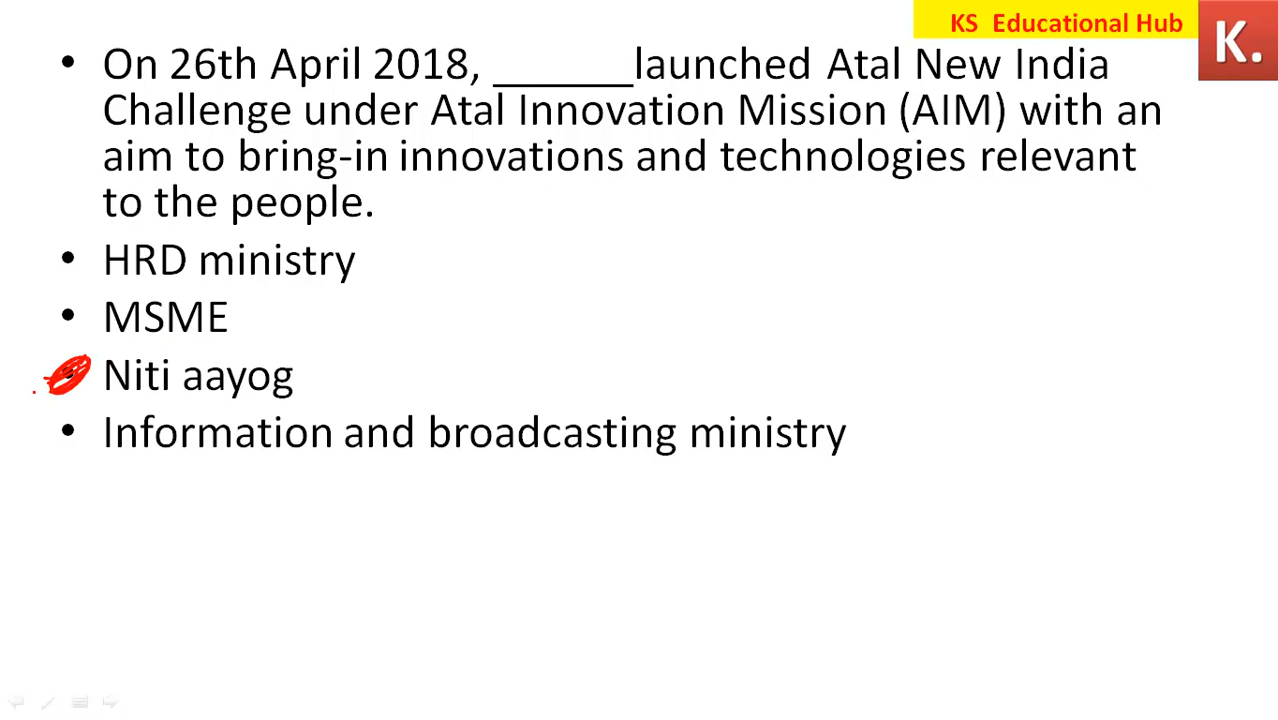 KS Educational Hub
K.
• On 26th April 2018, ______launched Atal New India
Challenge under Atal Innovation Mission (AIM) with an
aim to bring-in innovations and technologies relevant
to the people.
• HRD ministry
• MSME
• Niti aayog
• Information and broadcasting ministry